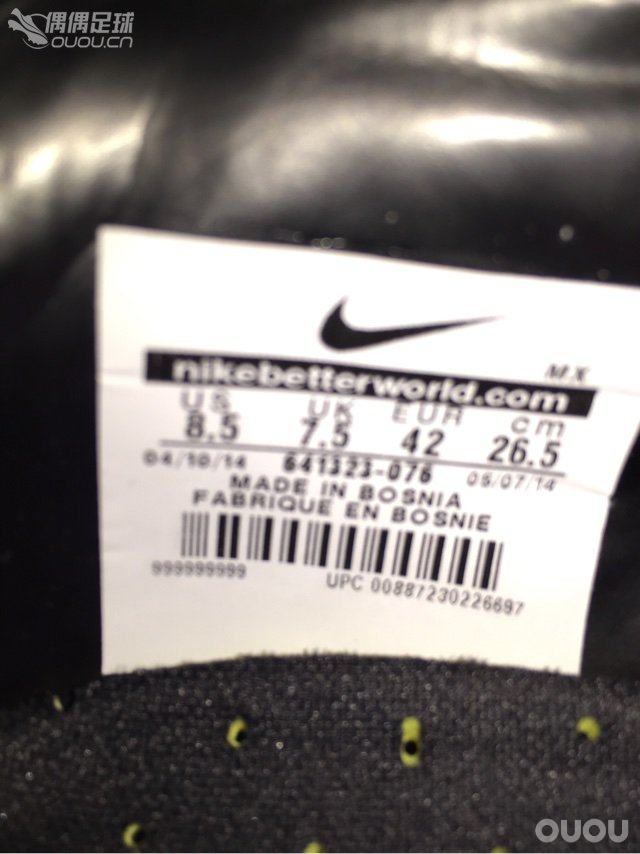 偶偶足球
OUOU.CN
MX
nikebetterworld.com
US UK EUR cm
8.5 7.5 42 26.5
04/10/14 641323-076 05/07/14
MADE IN BOSNIA
FABRIQUE EN BOSNIE
999999999
UPC 00887230226697
OUOU